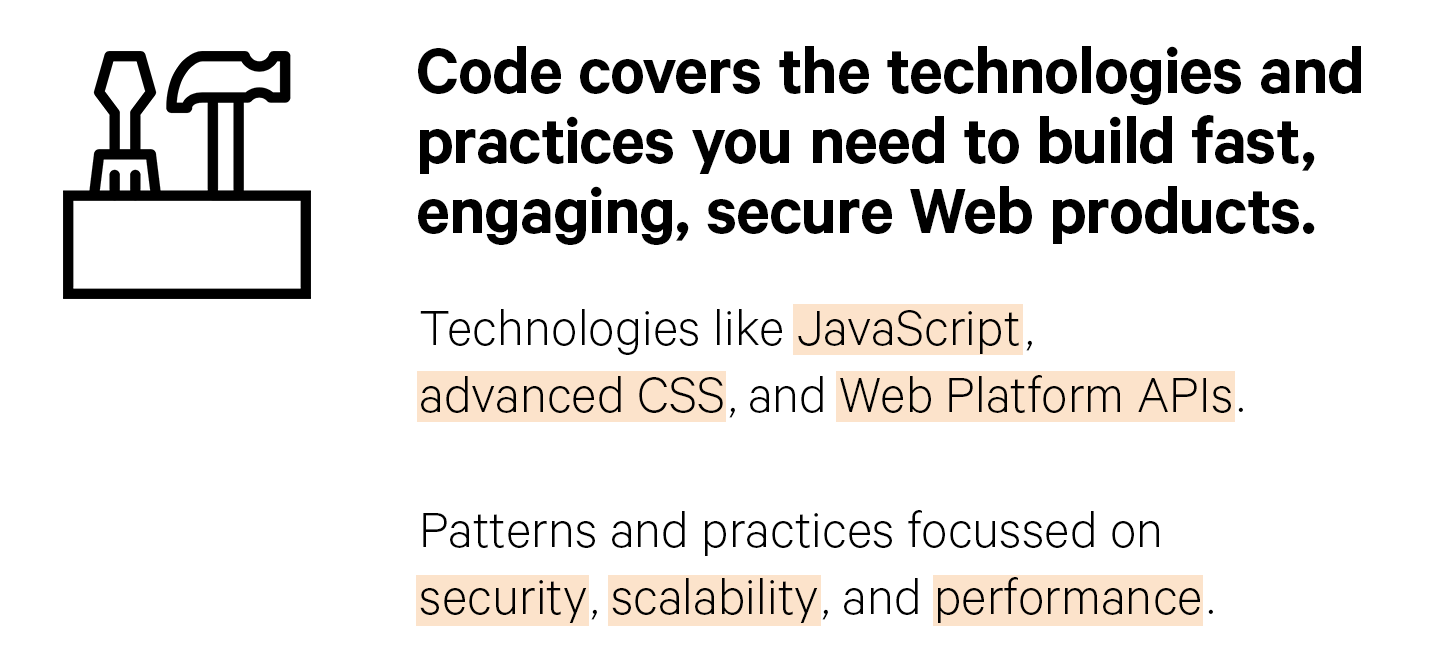 Code covers the technologies and
practices you need to build fast,
engaging, secure Web products.
Technologies like JavaScript,
advanced CSS, and Web Platform APIs.
Patterns and practices focussed on
security, scalability, and performance.